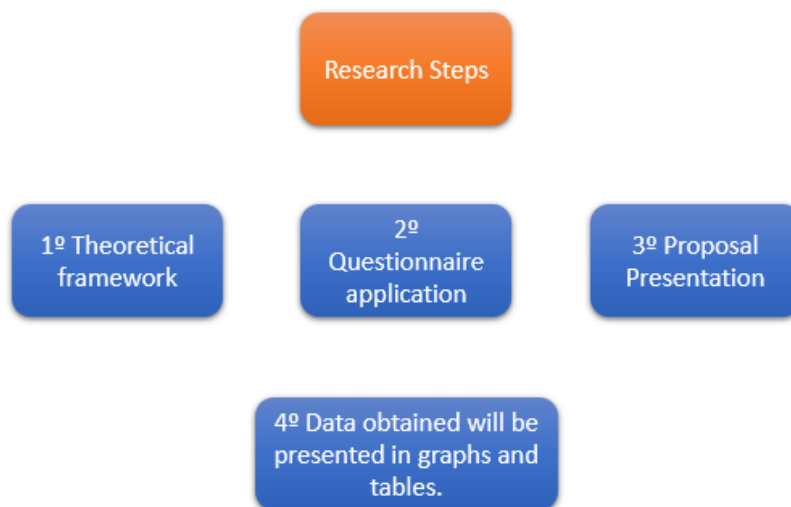 Research Steps
1º Theoretical
framework
2º
Questionnaire
application
3º Proposal
Presentation
4º Data obtained will be
presented in graphs and
tables.